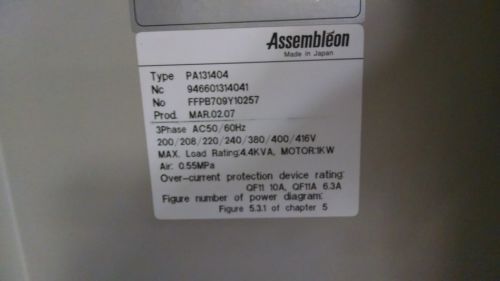 Assembléon
Made in Japan
Type PA131404
Nc 946601314041
No FFPB709Y10257
Prod. MAR.02.07
3Phase AC50/60Hz
200/208/220/240/380/400/416V
MAX. Load Rating:4.4KVA, MOTOR:1KW
Air: 0.55MPa
Over-current protection device rating:
QF11 10A, QF11A 6.3A
Figure number of power diagram:
Figure 5.3.1 of chapter 5